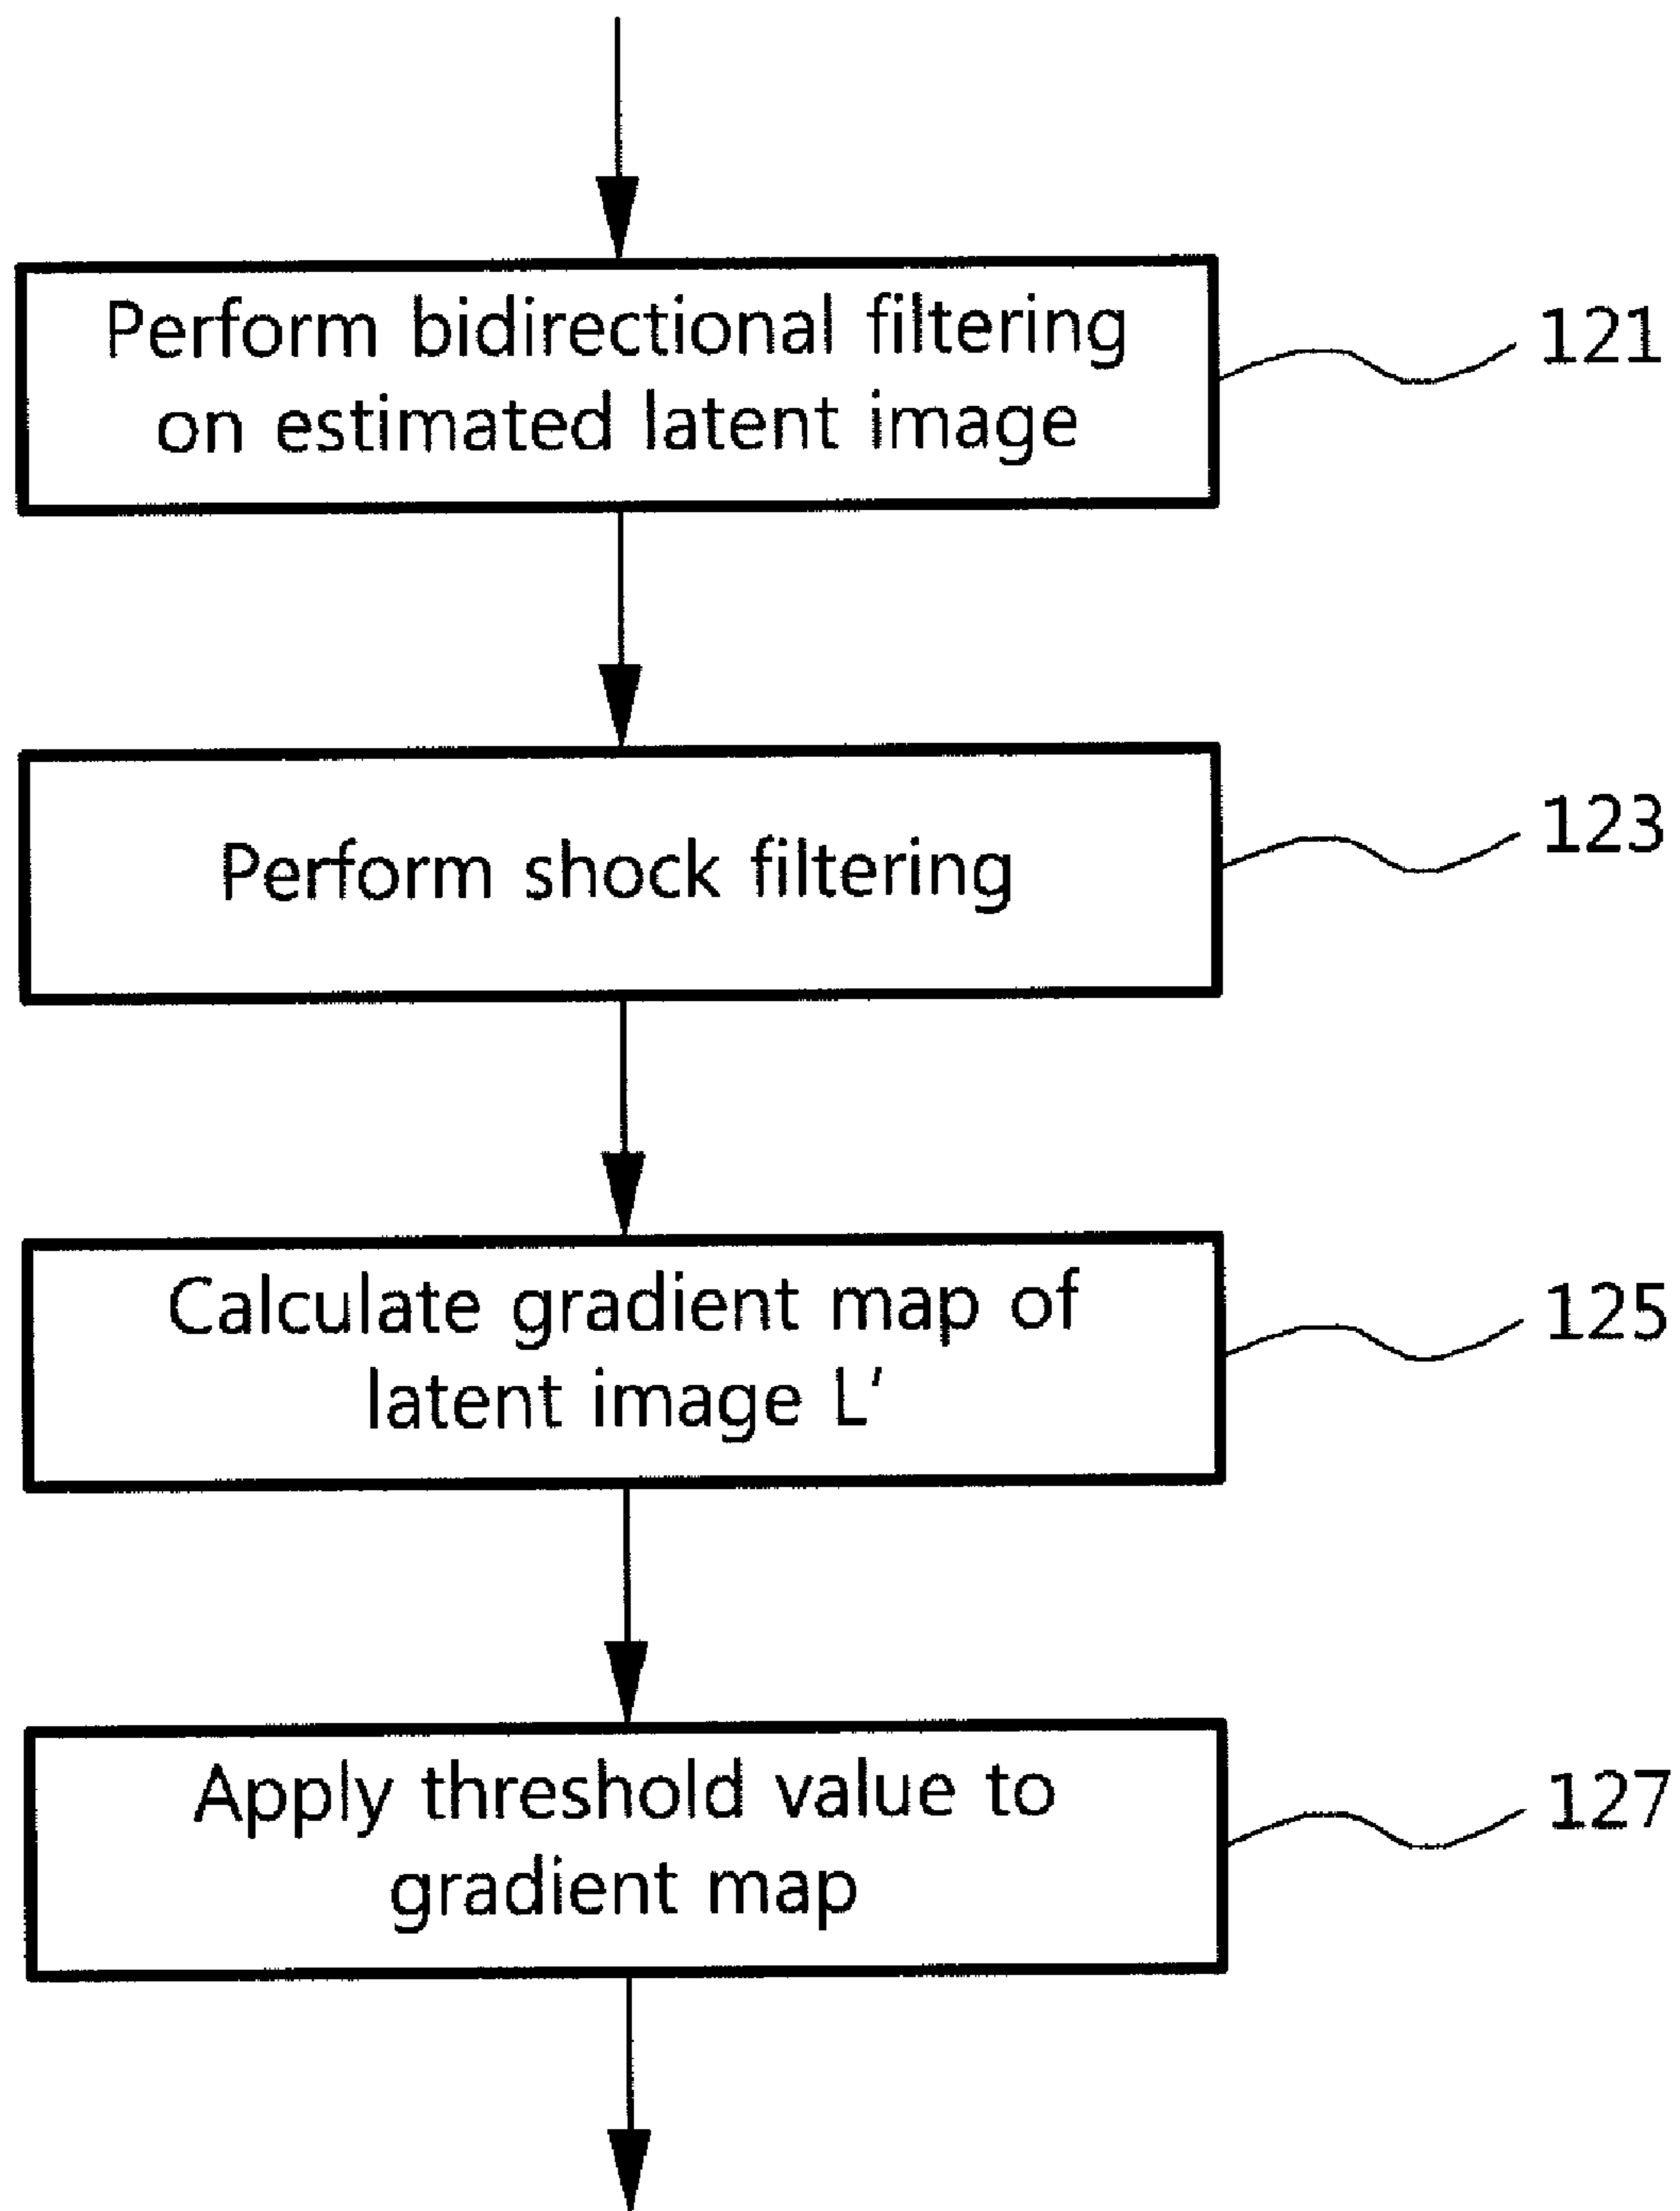 Perform bidirectional filtering
on estimated latent image
121
Perform shock filtering
123
Calculate gradient map of
latent image L′
125
Apply threshold value to
gradient map
127